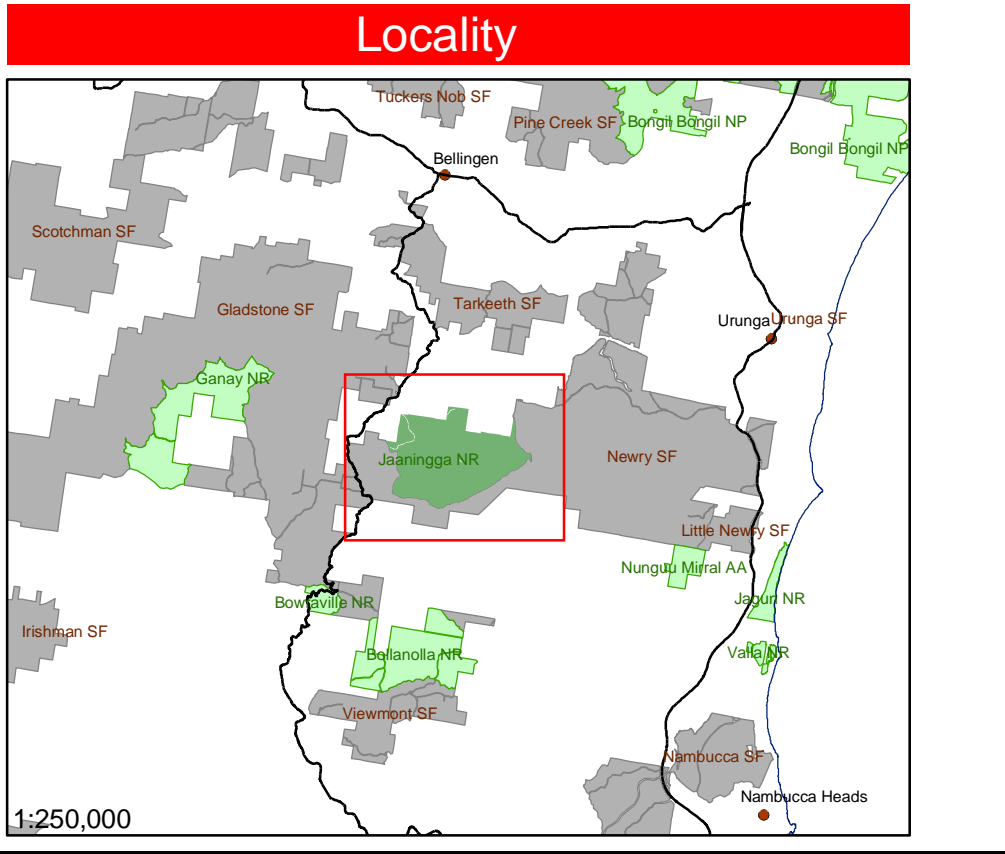 Locality
Tuckers Nob SF
Pine Creek SF
Bongil Bongil NP
Bongil Bongil NP
Bellingen
Scotchman SF
Tarkeeth SF
Gladstone SF
Urunga
Urunga SF
Ganay NR
Jaaningga NR
Newry SF
Little Newry SF
Nunguu Mirral AA
Jagun NR
Bowraville NR
Irishman SF
Bollanolla NR
Valla NR
Viewmont SF
Nambucca SF
Nambucca Heads
1:250,000